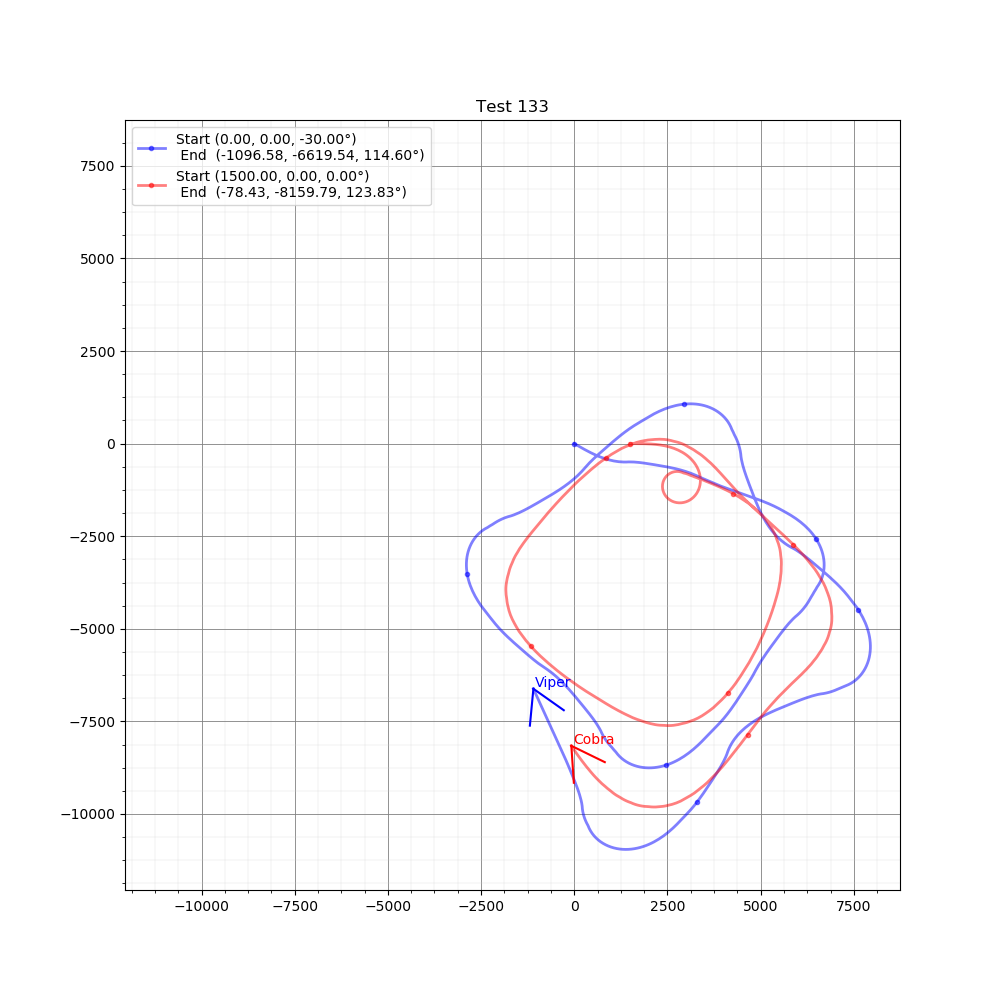 Test 133
Start (0.00, 0.00, -30.00°)
End (-1096.58, -6619.54, 114.60°)
Start (1500.00, 0.00, 0.00°)
End (-78.43, -8159.79, 123.83°)
7500
5000
2500
0
−2500
−5000
−7500
−10000
Viper
Cobra
−10000
−7500
−5000
−2500
0
2500
5000
7500